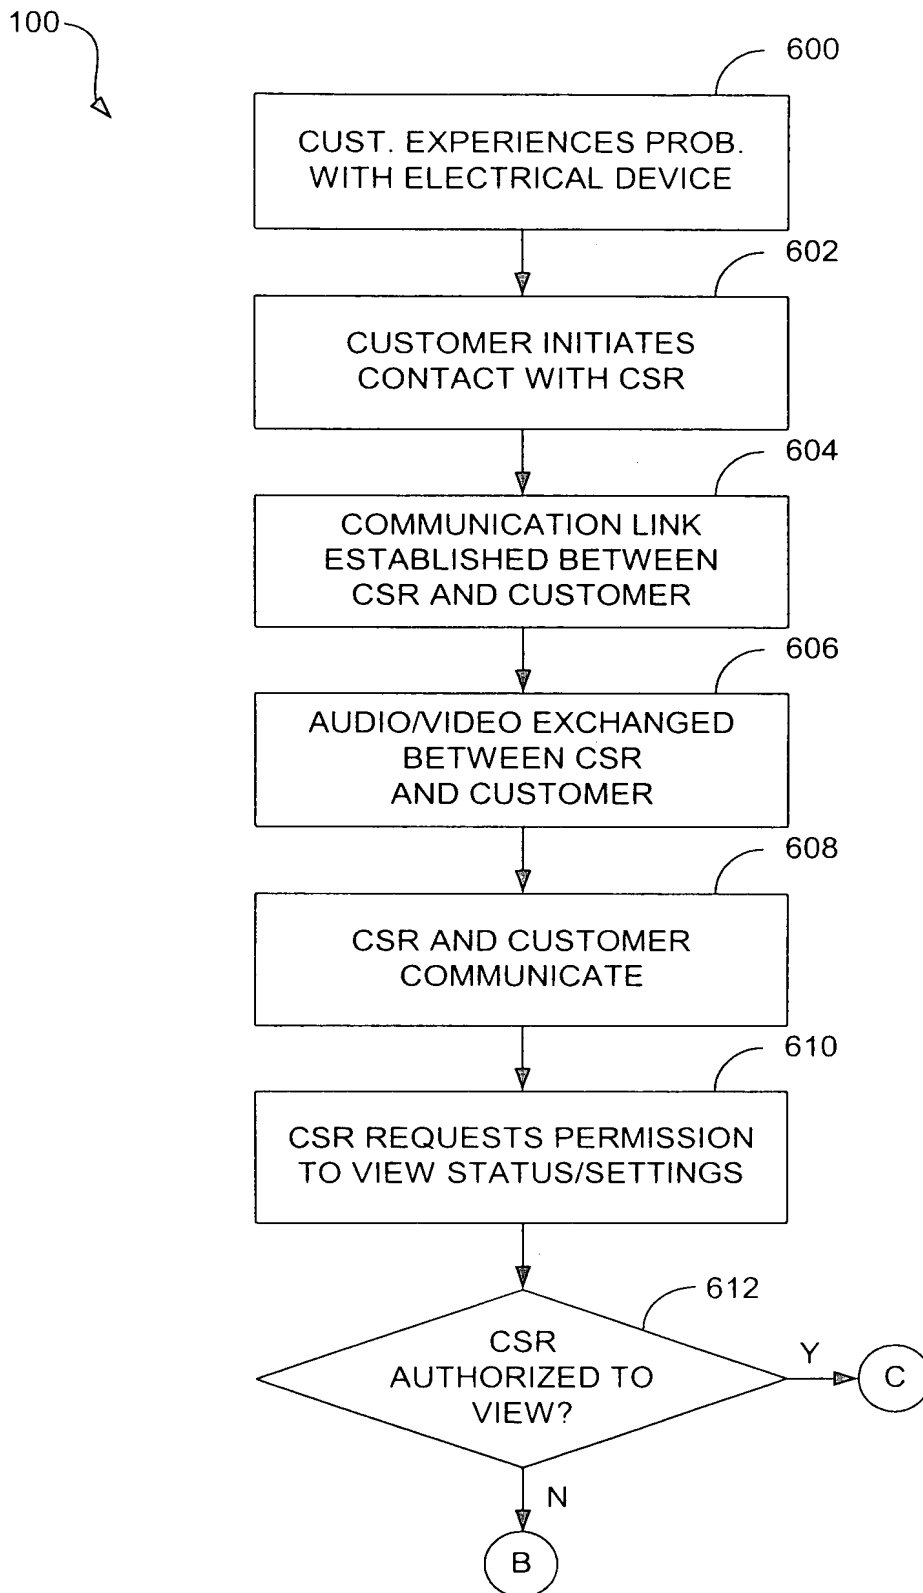 100
600
CUST. EXPERIENCES PROB.
WITH ELECTRICAL DEVICE
602
CUSTOMER INITIATES
CONTACT WITH CSR
604
COMMUNICATION LINK
ESTABLISHED BETWEEN
CSR AND CUSTOMER
606
AUDIO/VIDEO EXCHANGED
BETWEEN CSR
AND CUSTOMER
608
CSR AND CUSTOMER
COMMUNICATE
610
CSR REQUESTS PERMISSION
TO VIEW STATUS/SETTINGS
612
CSR
AUTHORIZED TO
VIEW?
Y
C
N
B